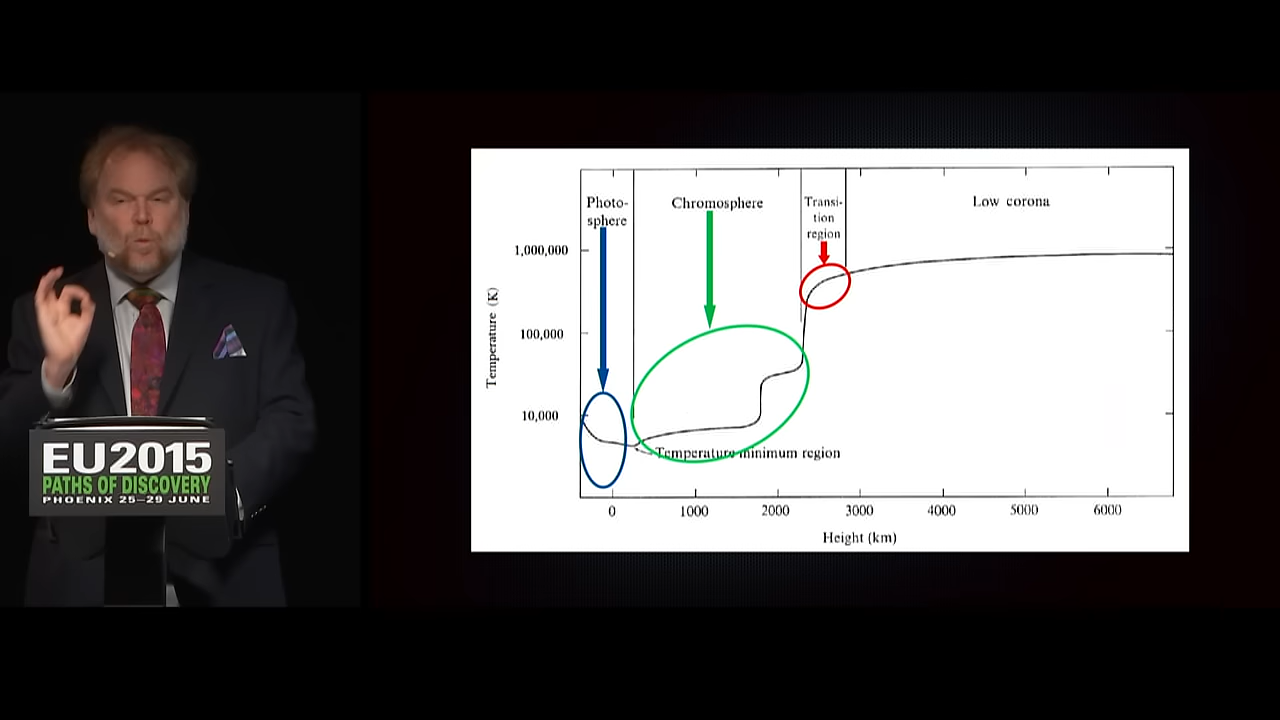 EU2015
PATHS OF DISCOVERY
PHOENIX 25–29 JUNE
Photo-
sphere
Chromosphere
Transi-
tion
region
Low corona
1,000,000
100,000
10,000
Temperature (K)
Temperature minimum region
0 1000 2000 3000 4000 5000 6000
Height (km)